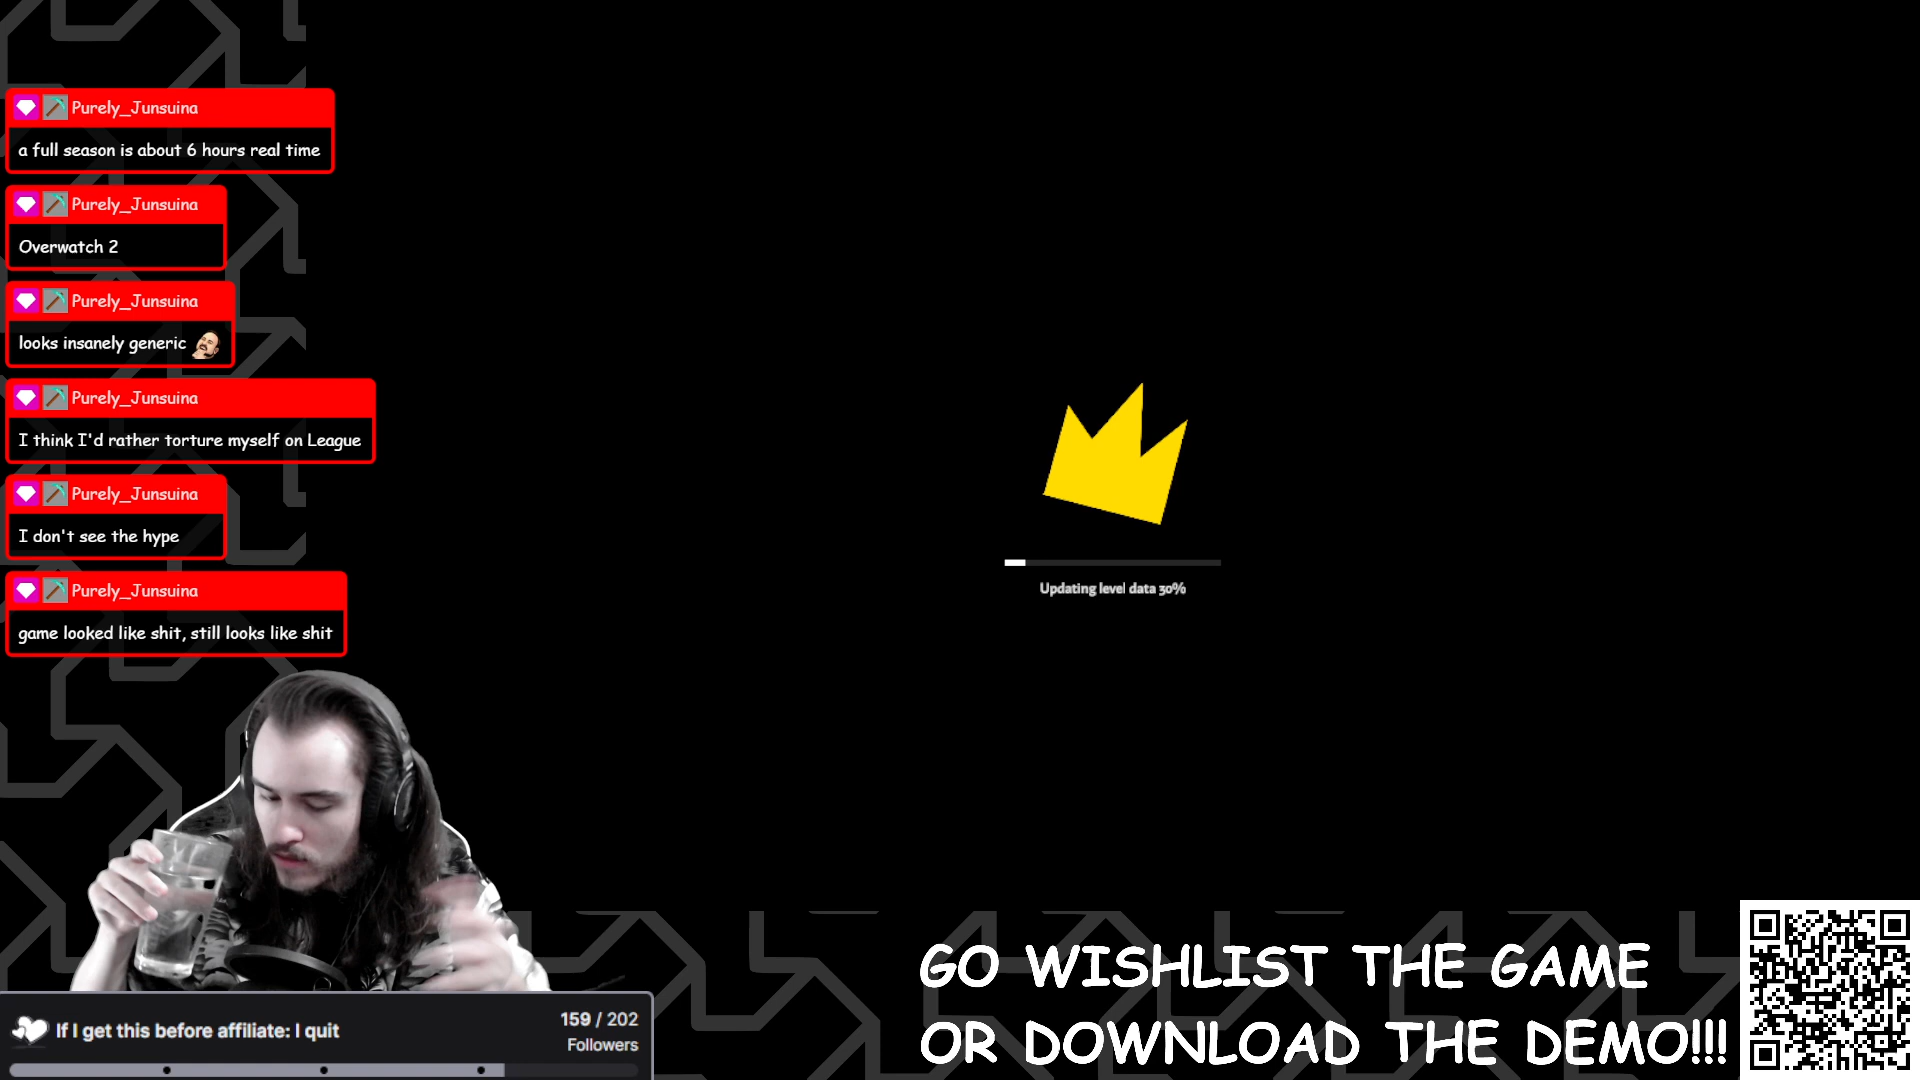 Purely_Junsuina
a full season is about 6 hours real time
Purely_Junsuina
Overwatch 2
Purely_Junsuina
looks insanely generic
Purely_Junsuina
I think I'd rather torture myself on League
Purely_Junsuina
I don't see the hype
Purely_Junsuina
game looked like shit, still looks like shit
Updating level data 30%
If I get this before affiliate: I quit
159 / 202
Followers
GO WISHLIST THE GAME
OR DOWNLOAD THE DEMO!!!